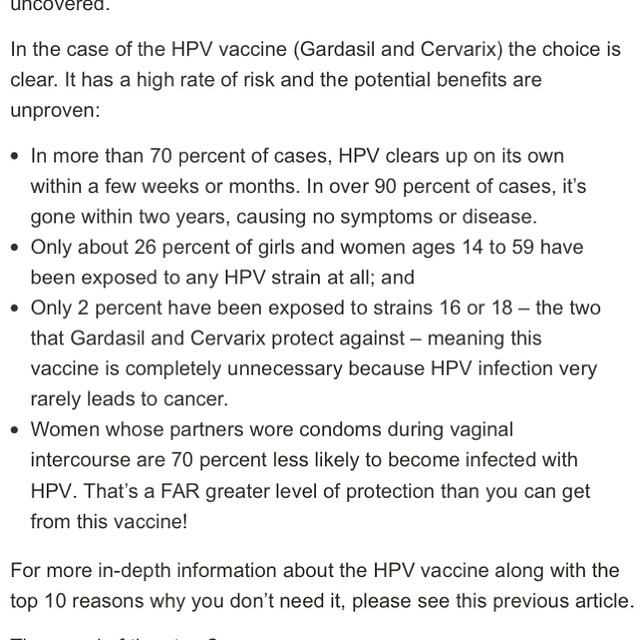 uncovered.
In the case of the HPV vaccine (Gardasil and Cervarix) the choice is
clear. It has a high rate of risk and the potential benefits are
unproven:
• In more than 70 percent of cases, HPV clears up on its own
within a few weeks or months. In over 90 percent of cases, it's
gone within two years, causing no symptoms or disease.
• Only about 26 percent of girls and women ages 14 to 59 have
been exposed to any HPV strain at all; and
• Only 2 percent have been exposed to strains 16 or 18 – the two
that Gardasil and Cervarix protect against – meaning this
vaccine is completely unnecessary because HPV infection very
rarely leads to cancer.
• Women whose partners wore condoms during vaginal
intercourse are 70 percent less likely to become infected with
HPV. That's a FAR greater level of protection than you can get
from this vaccine!
For more in-depth information about the HPV vaccine along with the
top 10 reasons why you don't need it, please see this previous article.